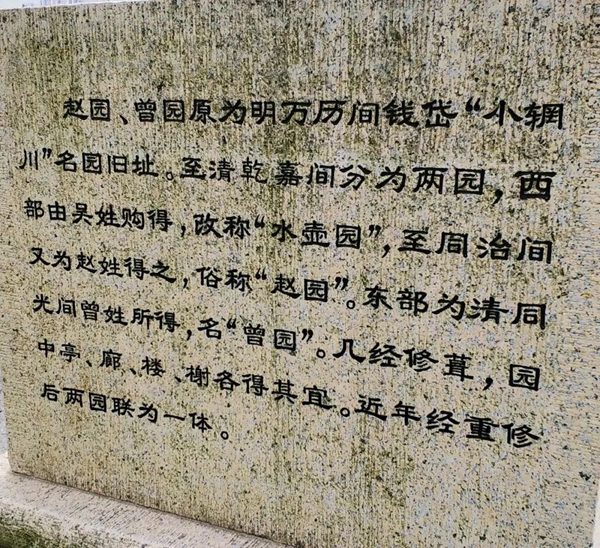 赵园、曾园原为明万历间钱岱“小辋
川”名园旧址。至清乾嘉间分为两园，西
部由吴姓购得，改称“水壶园”，至同治间
又为赵姓得之，俗称“赵园”。东部为清同
光间曾姓所得，名“曾园”。几经修葺，园
中亭、廊、楼、榭各得其宜。近年经重修
后两园联为一体。